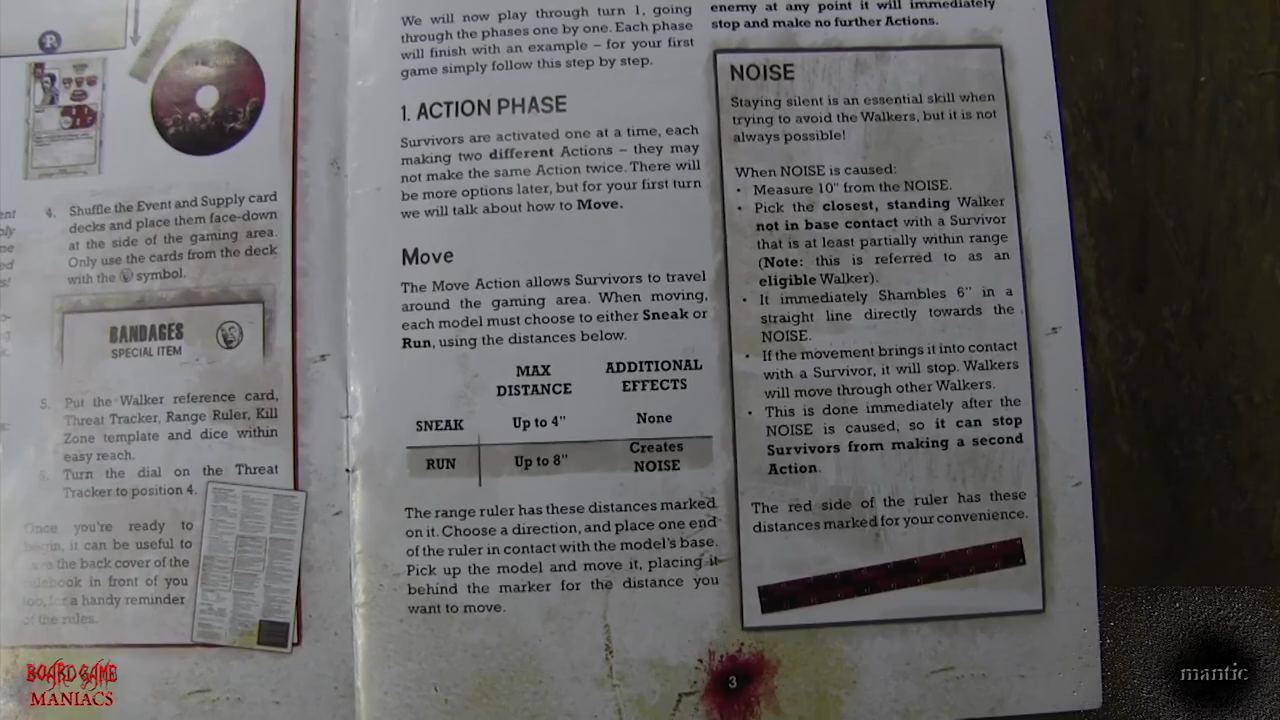 4. Shuffle the Event and Supply card
decks and place them face-down
at the side of the gaming area.
Only use the cards from the deck
with the symbol.
BANDAGES
SPECIAL ITEM
5. Put the Walker reference card,
Threat Tracker, Range Ruler, Kill
Zone template and dice within
easy reach.
Turn the dial on the Threat
Tracker to position 4.
Once you're ready to
begin, it can be useful to
the back cover of the
rulebook in front of you
too, for a handy reminder
of the rules.
We will now play through turn 1, going
through the phases one by one. Each phase
will finish with an example – for your first
game simply follow this step by step.
1. ACTION PHASE
Survivors are activated one at a time, each
making two different Actions – they may
not make the same Action twice. There will
be more options later, but for your first turn
we will talk about how to Move.
Move
The Move Action allows Survivors to travel
around the gaming area. When moving,
each model must choose to either Sneak or
Run, using the distances below.
MAX DISTANCE ADDITIONAL EFFECTS
SNEAK Up to 4" None
RUN Up to 8" Creates NOISE
The range ruler has these distances marked
on it. Choose a direction, and place one end
of the ruler in contact with the model's base.
Pick up the model and move it, placing it
behind the marker for the distance you
want to move.
enemy at any point it will immediately
stop and make no further Actions.
NOISE
Staying silent is an essential skill when
trying to avoid the Walkers, but it is not
always possible!
When NOISE is caused:
• Measure 10" from the NOISE.
• Pick the closest, standing Walker
not in base contact with a Survivor
that is at least partially within range
(Note: this is referred to as an
eligible Walker).
• It immediately Shambles 6" in a
straight line directly towards the
NOISE.
• If the movement brings it into contact
with a Survivor, it will stop. Walkers
will move through other Walkers.
• This is done immediately after the
NOISE is caused, so it can stop
Survivors from making a second
Action.
The red side of the ruler has these
distances marked for your convenience.
3
BOARD GAME
MANIACS
mantic